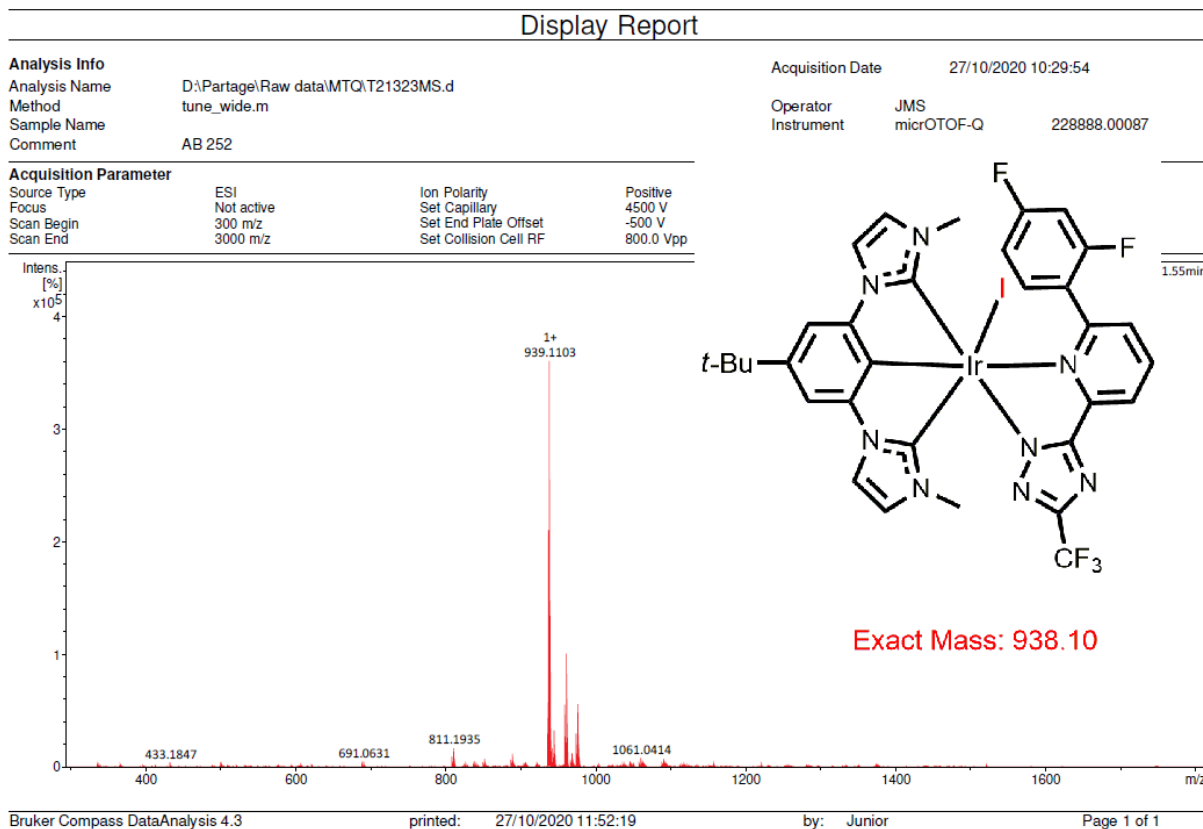 Display Report
Analysis Info
Acquisition Date 27/10/2020 10:29:54
Analysis Name D:\Partage\Raw data\MTQ\T21323MS.d
Method tune_wide.m
Operator JMS
Sample Name
Instrument micrOTOF-Q 228888.00087
Comment AB 252
Acquisition Parameter
Source Type ESI Ion Polarity Positive
Focus Not active Set Capillary 4500 V
Scan Begin 300 m/z Set End Plate Offset -500 V
Scan End 3000 m/z Set Collision Cell RF 800.0 Vpp
Intens.
[%]
x10⁵
1.55min
4
3
2
1
0
1+
939.1103
433.1847
691.0631
811.1935
1061.0414
400 600 800 1000 1200 1400 1600 m/z
F
F
N
N
I
t-Bu
Ir
N
N
N
N
N
N
CF₃
Exact Mass: 938.10
Bruker Compass DataAnalysis 4.3 printed: 27/10/2020 11:52:19 by: Junior Page 1 of 1